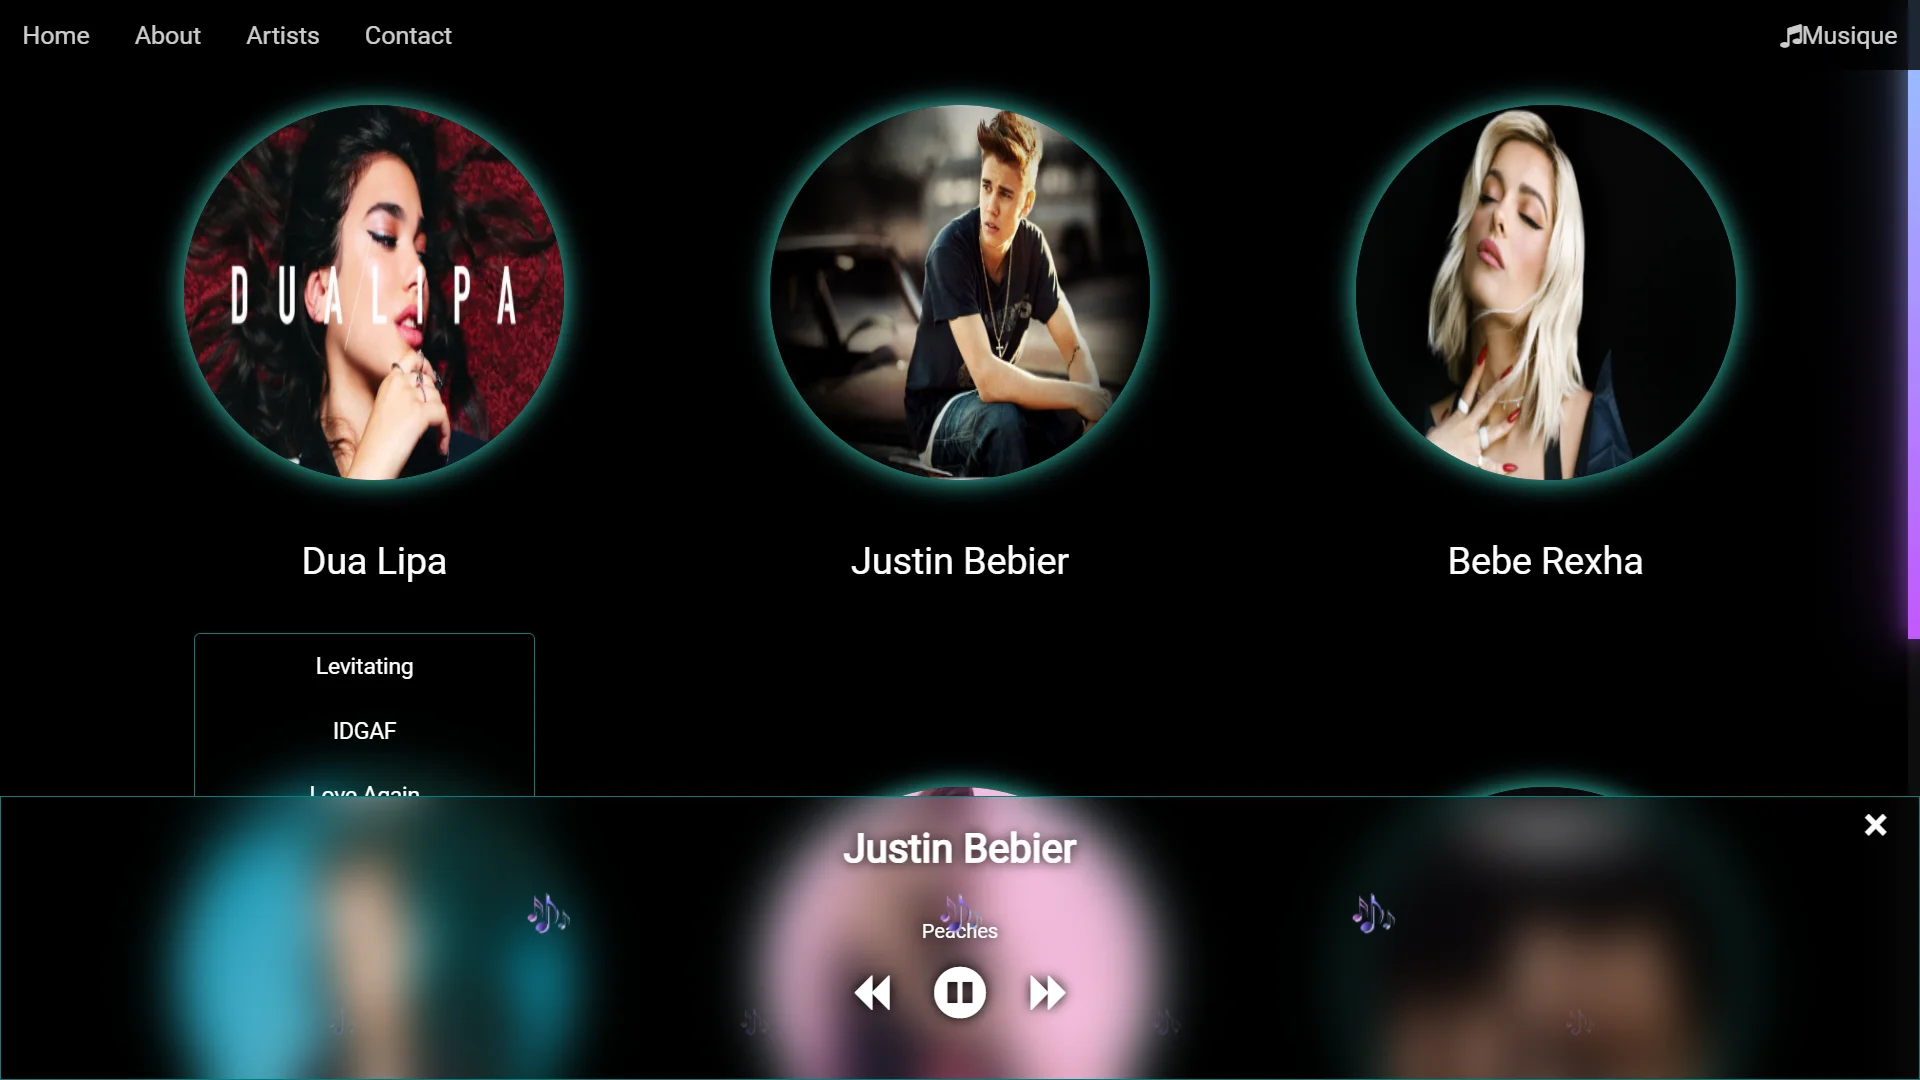 Home About Artists Contact Musique
DUA LIPA
Dua Lipa Justin Bebier Bebe Rexha
Levitating
IDGAF
Love Again
Justin Bebier
Peaches